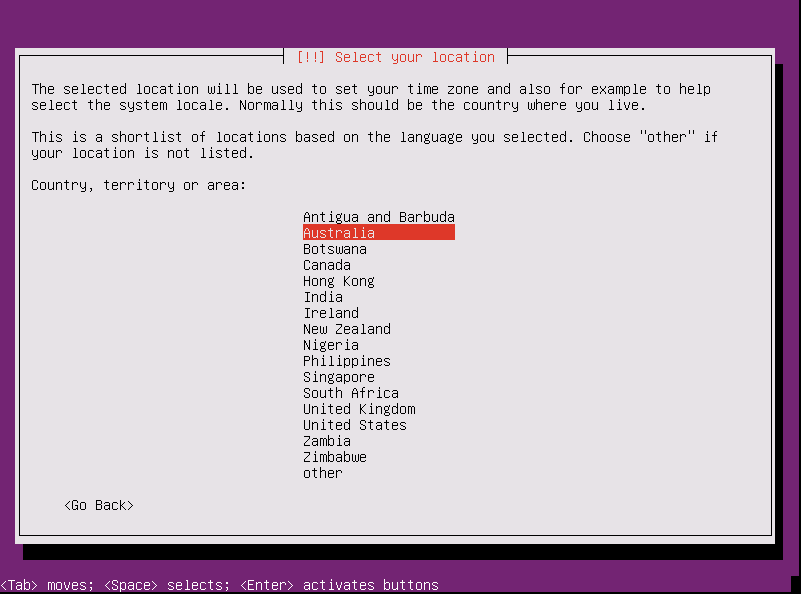 [!!] Select your location
The selected location will be used to set your time zone and also for example to help
select the system locale. Normally this should be the country where you live.
This is a shortlist of locations based on the language you selected. Choose "other" if
your location is not listed.
Country, territory or area:
Antigua and Barbuda
Australia
Botswana
Canada
Hong Kong
India
Ireland
New Zealand
Nigeria
Philippines
Singapore
South Africa
United Kingdom
United States
Zambia
Zimbabwe
other
<Go Back>
<Tab> moves; <Space> selects; <Enter> activates buttons